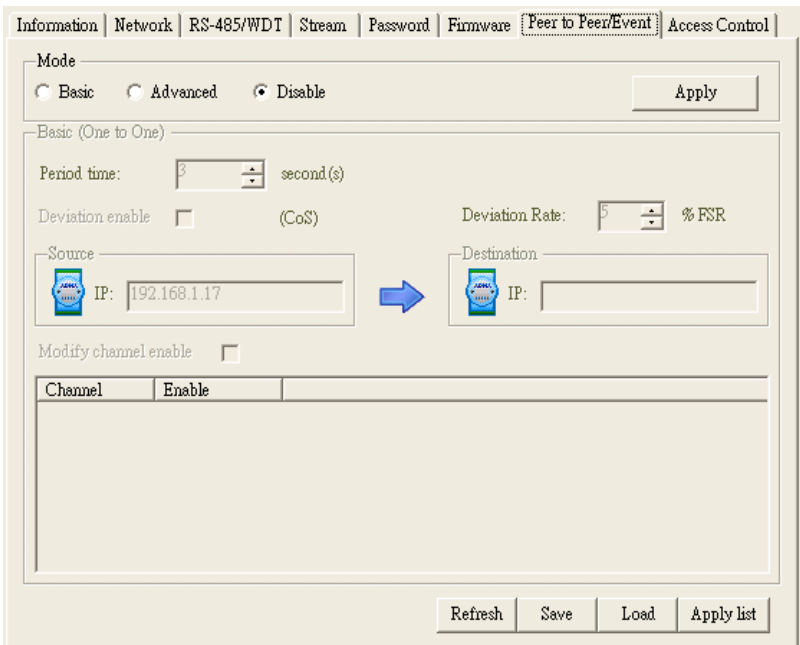 Information Network RS-485/WDT Stream Password Firmware Peer to Peer/Event Access Control
Mode
Basic Advanced Disable Apply
Basic (One to One)
Period time: 3 second(s)
Deviation enable (CoS) Deviation Rate: 5 % FSR
Source Destination
IP: 192.168.1.17 IP:
Modify channel enable
Channel Enable
Refresh Save Load Apply list